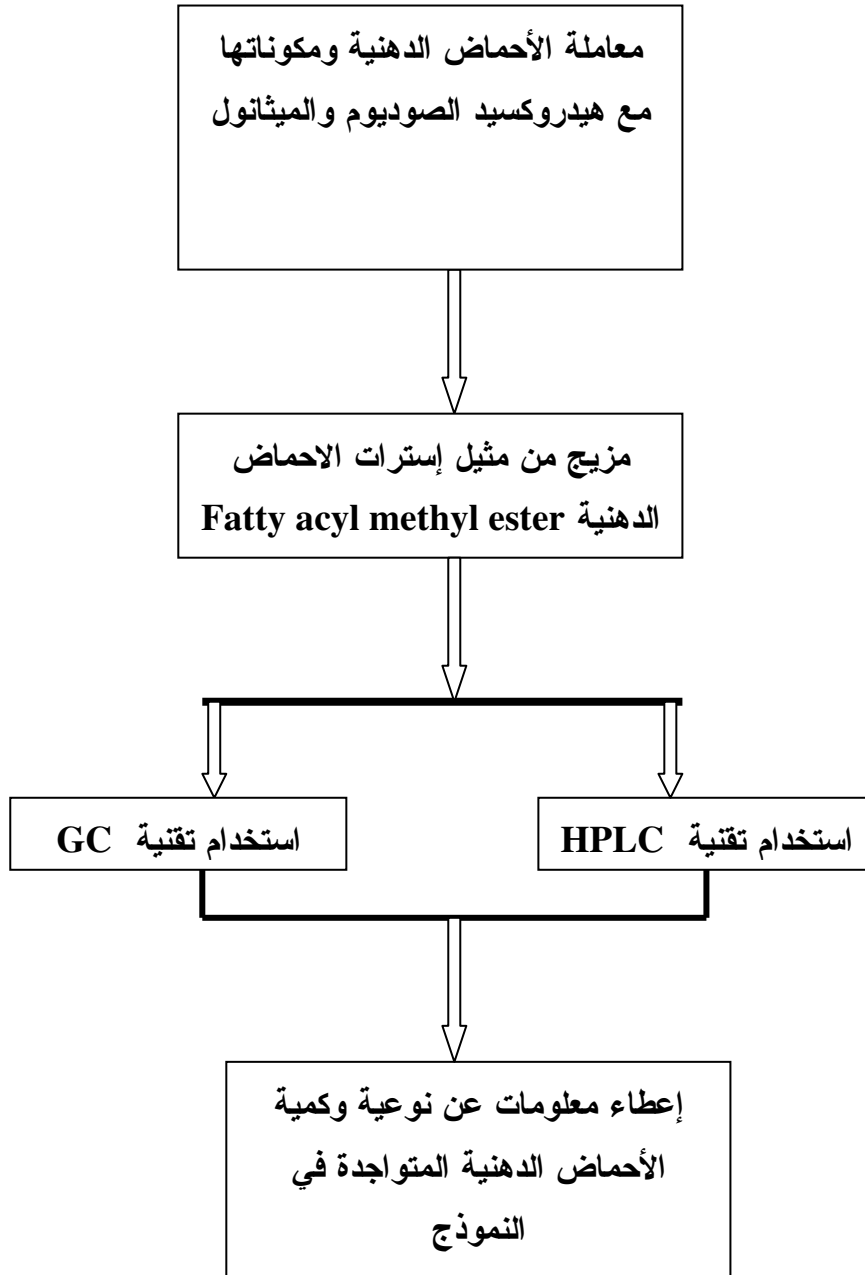 معاملة الأحماض الدهنية ومكوناتها
مع هيدروكسيد الصوديوم والميثانول
مزيج من مثيل إسترات الاحماض
الدهنية Fatty acyl methyl ester
استخدام تقنية HPLC
استخدام تقنية GC
إعطاء معلومات عن نوعية وكمية
الأحماض الدهنية المتواجدة في
النموذج